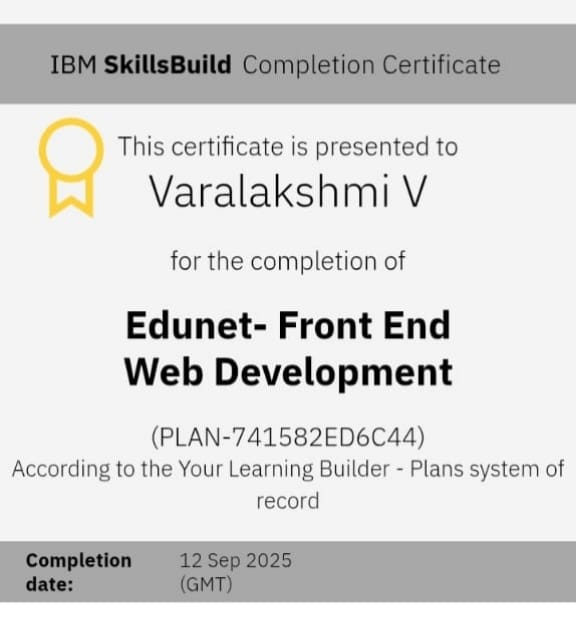 IBM SkillsBuild Completion Certificate
This certificate is presented to
Varalakshmi V
for the completion of
Edunet- Front End
Web Development
(PLAN-741582ED6C44)
According to the Your Learning Builder - Plans system of
record
Completion date: 12 Sep 2025 (GMT)